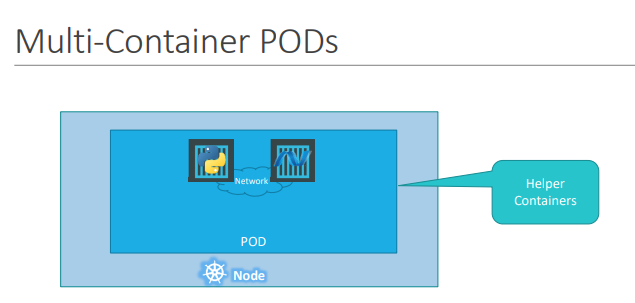 Multi-Container PODs
Network
Helper
Containers
POD
Node